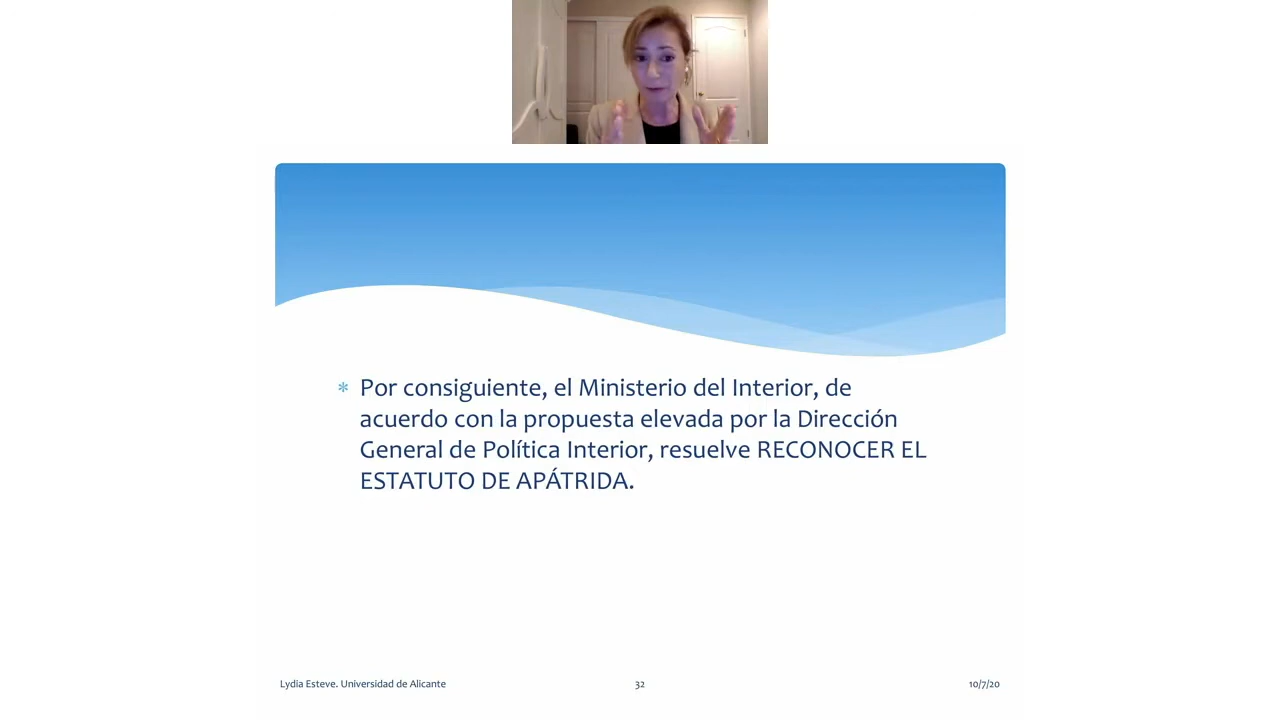 * Por consiguiente, el Ministerio del Interior, de
acuerdo con la propuesta elevada por la Dirección
General de Política Interior, resuelve RECONOCER EL
ESTATUTO DE APÁTRIDA.
Lydia Esteve. Universidad de Alicante 32 10/7/20